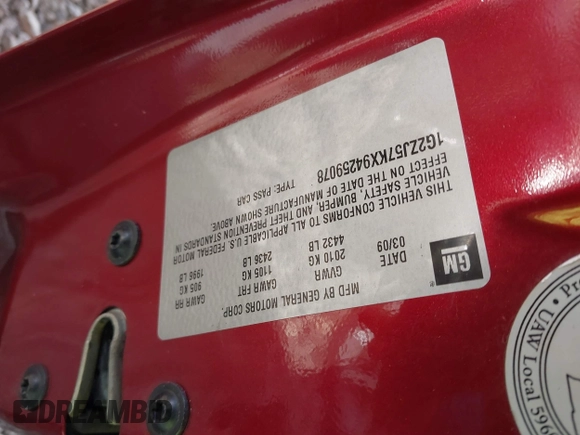 GM
MFD BY GENERAL MOTORS CORP.
DATE GVWR GAWR FRT GAWR RR
03/09 2010 KG 1105 KG 905 KG
4432 LB 2436 LB 1996 LB
THIS VEHICLE CONFORMS TO ALL APPLICABLE U.S. FEDERAL MOTOR
VEHICLE SAFETY, BUMPER, AND THEFT PREVENTION STANDARDS IN
EFFECT ON THE DATE OF MANUFACTURE SHOWN ABOVE.
1G2ZJ57KX94259078 TYPE: PASS CAR
UAW Local
DREAMBID